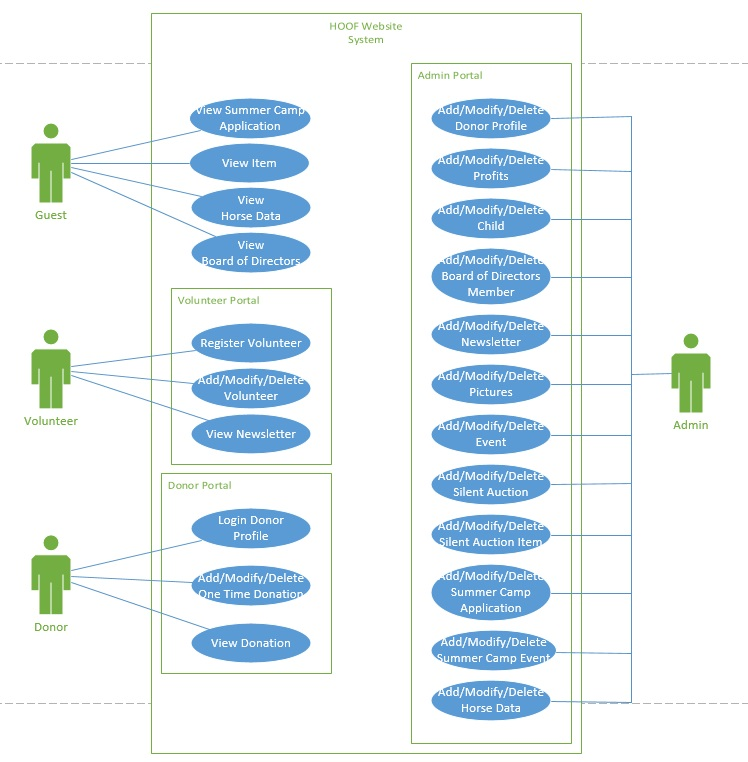 HOOF Website
System
View Summer Camp
Application
View Item
View
Horse Data
View
Board of Directors
Guest
Volunteer Portal
Register Volunteer
Add/Modify/Delete
Volunteer
View Newsletter
Volunteer
Donor Portal
Login Donor
Profile
Add/Modify/Delete
One Time Donation
View Donation
Donor
Admin Portal
Add/Modify/Delete
Donor Profile
Add/Modify/Delete
Profits
Add/Modify/Delete
Child
Add/Modify/Delete
Board of Directors
Member
Add/Modify/Delete
Newsletter
Add/Modify/Delete
Pictures
Add/Modify/Delete
Event
Add/Modify/Delete
Silent Auction
Add/Modify/Delete
Silent Auction Item
Add/Modify/Delete
Summer Camp
Application
Add/Modify/Delete
Summer Camp Event
Add/Modify/Delete
Horse Data
Admin